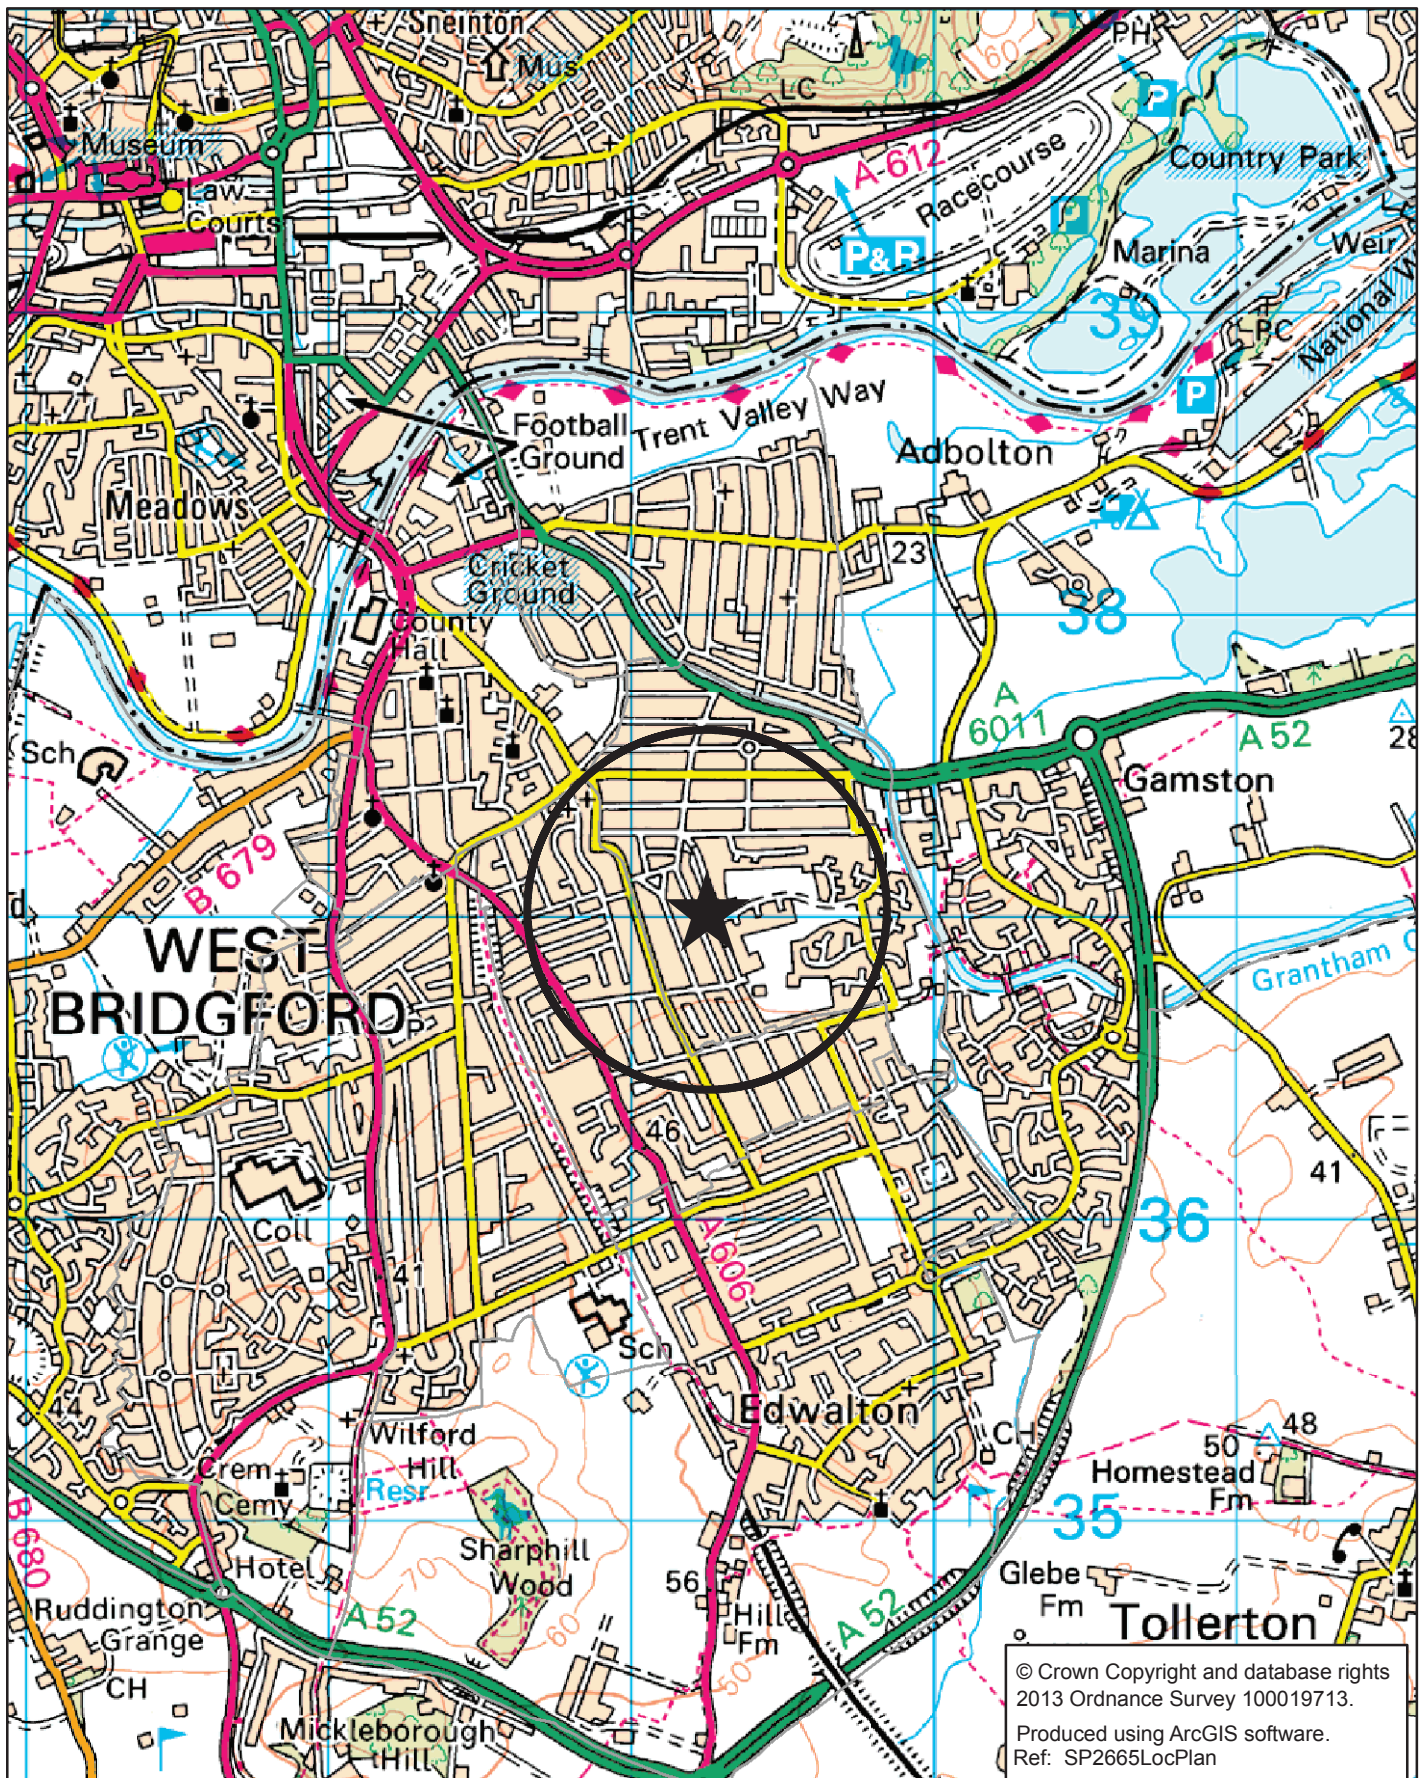 Sneinton
Mus
PH
60
LC
P
Museum
Country Park
A 612
Racecourse
P
Law
Courts
P&R
Marina
Weir
39
PC
National W
P
Football
Ground
Trent Valley Way
Adbolton
Meadows
23
Cricket
Ground
38
County
Hall
A
6011
A 52
28
Sch
Gamston
B 679
d
WEST
BRIDGFORD
P
Grantham C
46
41
36
Coll
A 606
41
Sch
44
Edwalton
Wilford
Hill
CH
48
50
Homestead
Fm
Crem
Cemy
Resr
35
40
B 680
Sharphill
Wood
Hotel
70
56
Glebe
Fm
Ruddington
Grange
A 52
60
Hill
Fm
A 52
Tollerton
CH
50
Mickleborough
Hill
© Crown Copyright and database rights
2013 Ordnance Survey 100019713.
Produced using ArcGIS software.
Ref: SP2665LocPlan